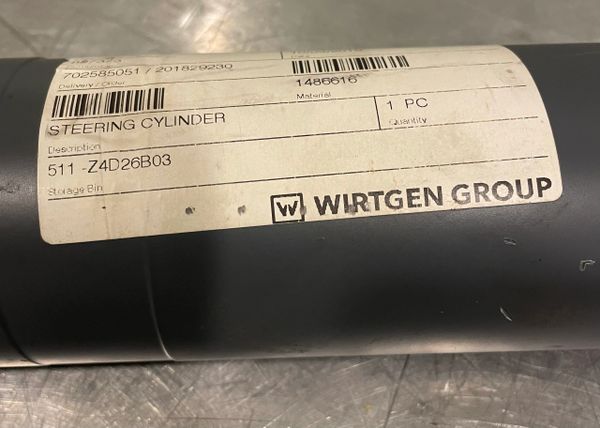 702585051 / 201829230
Delivery / Order
1486616
Material
STEERING CYLINDER
Description
1 PC
Quantity
511 -Z4D26B03
Storage Bin
W WIRTGEN GROUP